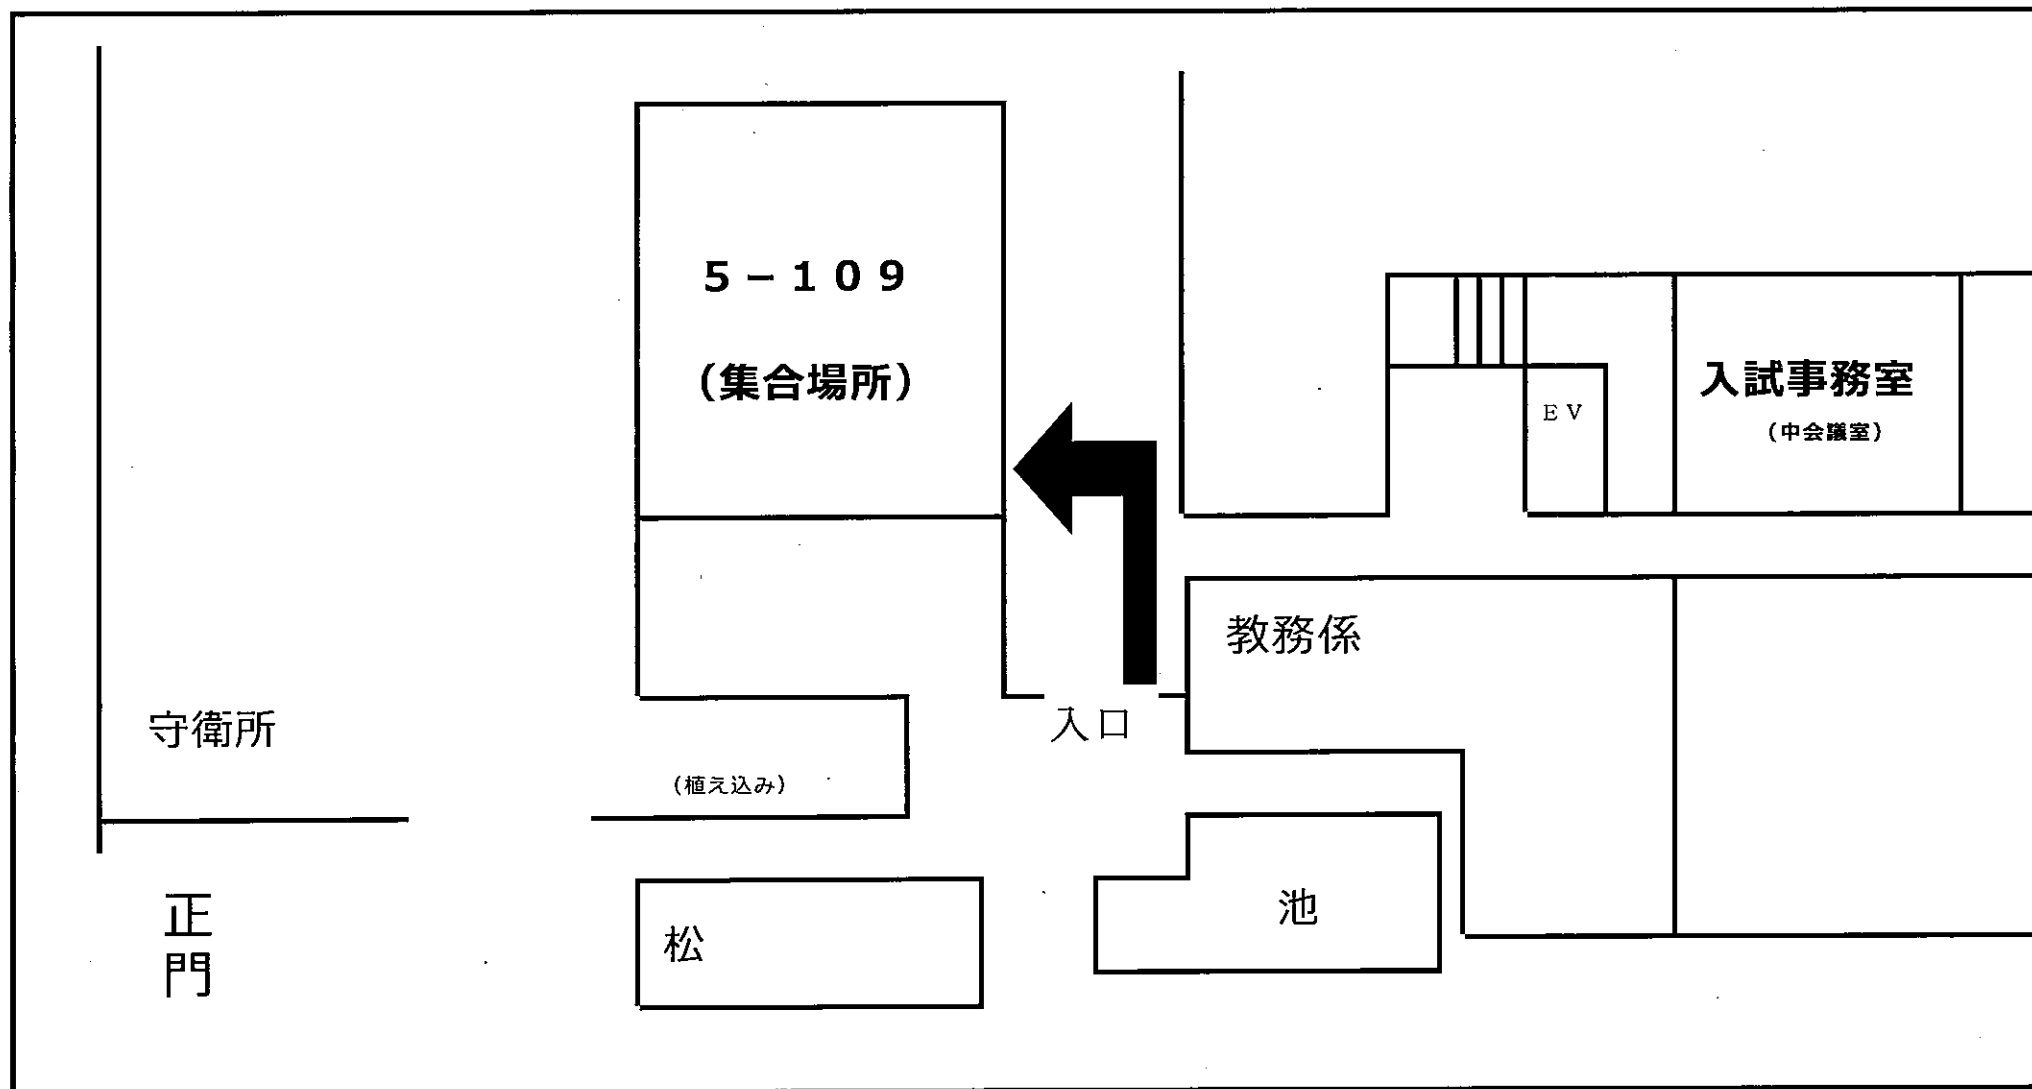 ５－１０９
（集合場所）
入試事務室
（中会議室）
ＥＶ
教務係
守衛所
入口
（植え込み）
正門
松
池